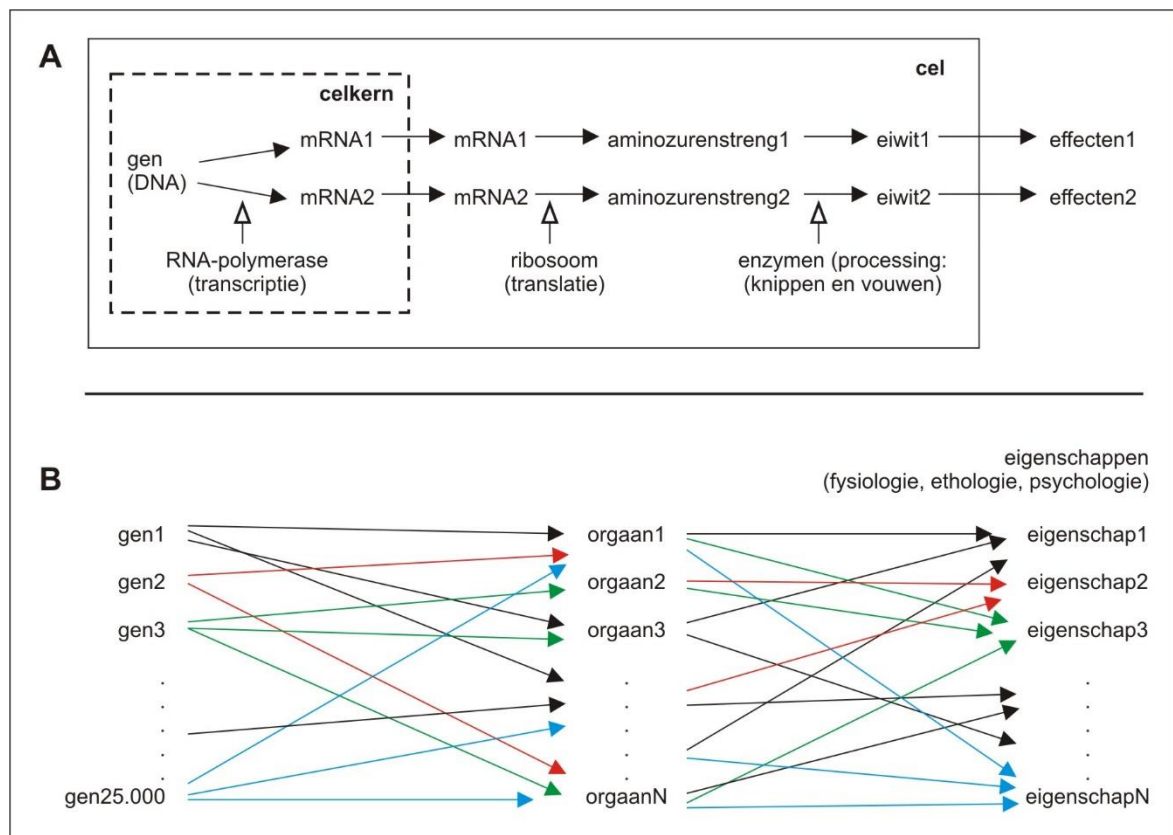 A
cel
celkern
mRNA1 mRNA1 aminozurenstreng1 eiwit1 effecten1
gen
(DNA)
mRNA2 mRNA2 aminozurenstreng2 eiwit2 effecten2
RNA-polymerase
(transcriptie)
ribosoom
(translatie)
enzymen (processing:
(knippen en vouwen)
B
eigenschappen
(fysiologie, ethologie, psychologie)
gen1 orgaan1 eigenschap1
gen2 orgaan2 eigenschap2
gen3 orgaan3 eigenschap3
. . .
. . .
. . .
. . .
gen25.000 orgaanN eigenschapN